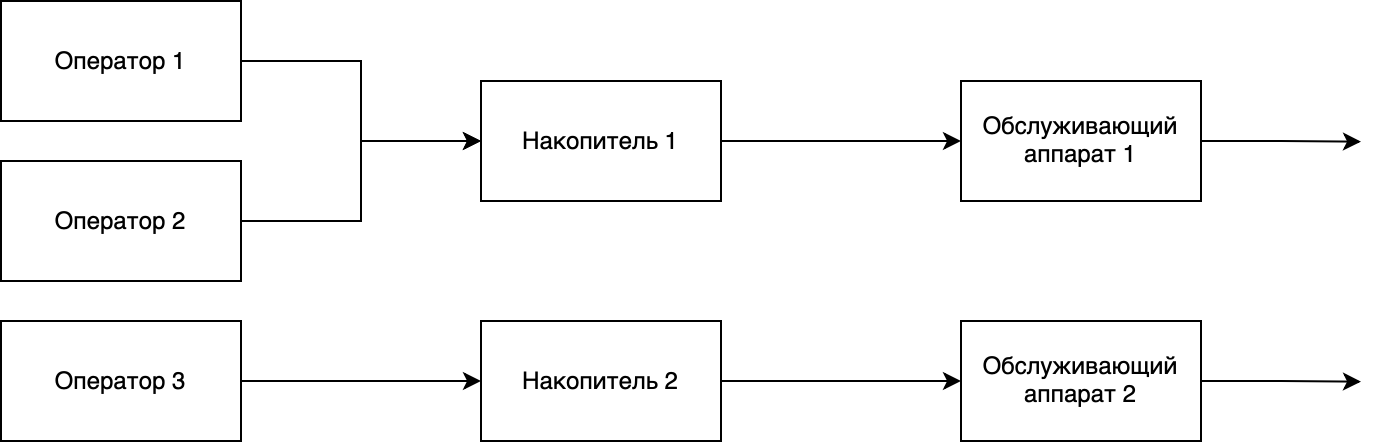 Оператор 1
Оператор 2
Накопитель 1
Обслуживающий
аппарат 1
Оператор 3
Накопитель 2
Обслуживающий
аппарат 2